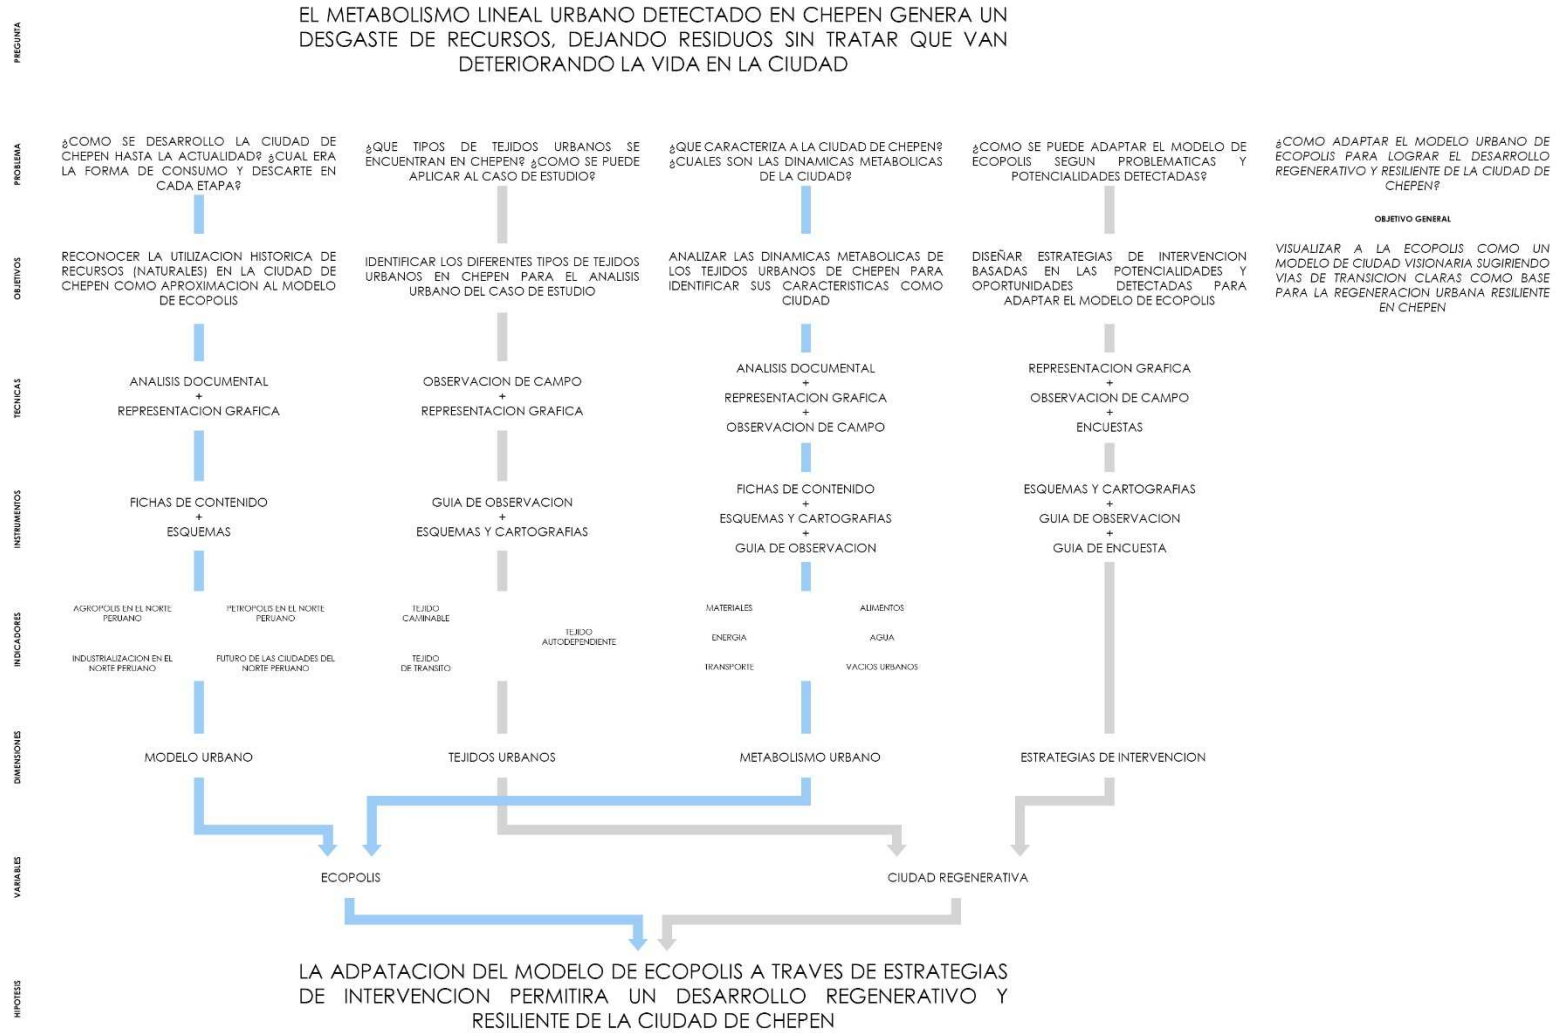 PREGUNTA
EL METABOLISMO LINEAL URBANO DETECTADO EN CHEPEN GENERA UN
DESGASTE DE RECURSOS, DEJANDO RESIDUOS SIN TRATAR QUE VAN
DETERIORANDO LA VIDA EN LA CIUDAD
PROBLEMA
¿COMO SE DESARROLLO LA CIUDAD DE
CHEPEN HASTA LA ACTUALIDAD? ¿CUAL ERA
LA FORMA DE CONSUMO Y DESCARTE EN
CADA ETAPA?
¿QUE TIPOS DE TEJIDOS URBANOS SE
ENCUENTRAN EN CHEPEN? ¿COMO SE PUEDE
APLICAR AL CASO DE ESTUDIO?
¿QUE CARACTERIZA A LA CIUDAD DE CHEPEN?
¿CUALES SON LAS DINAMICAS METABOLICAS
DE LA CIUDAD?
¿COMO SE PUEDE ADAPTAR EL MODELO DE
ECOPOLIS SEGUN PROBLEMATICAS Y
POTENCIALIDADES DETECTADAS?
¿COMO ADAPTAR EL MODELO URBANO DE
ECOPOLIS PARA LOGRAR EL DESARROLLO
REGENERATIVO Y RESILIENTE DE LA CIUDAD DE
CHEPEN?
OBJETIVO GENERAL
VISUALIZAR A LA ECOPOLIS COMO UN
MODELO DE CIUDAD VISIONARIA SUGIRIENDO
VIAS DE TRANSICION CLARAS COMO BASE
PARA LA REGENERACION URBANA RESILIENTE
EN CHEPEN
OBJETIVOS
RECONOCER LA UTILIZACION HISTORICA DE
RECURSOS (NATURALES) EN LA CIUDAD DE
CHEPEN COMO APROXIMACION AL MODELO
DE ECOPOLIS
IDENTIFICAR LOS DIFERENTES TIPOS DE TEJIDOS
URBANOS EN CHEPEN PARA EL ANALISIS
URBANO DEL CASO DE ESTUDIO
ANALIZAR LAS DINAMICAS METABOLICAS DE
LOS TEJIDOS URBANOS DE CHEPEN PARA
IDENTIFICAR SUS CARACTERISTICAS COMO
CIUDAD
DISEÑAR ESTRATEGIAS DE INTERVENCION
BASADAS EN LAS POTENCIALIDADES Y
OPORTUNIDADES DETECTADAS PARA
ADAPTAR EL MODELO DE ECOPOLIS
TECNICAS
ANALISIS DOCUMENTAL
+
REPRESENTACION GRAFICA
OBSERVACION DE CAMPO
+
REPRESENTACION GRAFICA
ANALISIS DOCUMENTAL
+
REPRESENTACION GRAFICA
+
OBSERVACION DE CAMPO
REPRESENTACION GRAFICA
+
OBSERVACION DE CAMPO
+
ENCUESTAS
INSTRUMENTOS
FICHAS DE CONTENIDO
+
ESQUEMAS
GUIA DE OBSERVACION
+
ESQUEMAS Y CARTOGRAFIAS
FICHAS DE CONTENIDO
+
ESQUEMAS Y CARTOGRAFIAS
+
GUIA DE OBSERVACION
ESQUEMAS Y CARTOGRAFIAS
+
GUIA DE OBSERVACION
+
GUIA DE ENCUESTA
INDICADORES
AGROPOLIS EN EL NORTE
PERUANO
PETROPOLIS EN EL NORTE
PERUANO
INDUSTRIALIZACION EN EL
NORTE PERUANO
FUTURO DE LAS CIUDADES DEL
NORTE PERUANO
TEJIDO
CAMINABLE
TEJIDO
AUTODEPENDIENTE
TEJIDO
DE TRANSITO
MATERIALES
ALIMENTOS
ENERGIA
AGUA
TRANSPORTE
VACIOS URBANOS
DIMENSIONES
MODELO URBANO
TEJIDOS URBANOS
METABOLISMO URBANO
ESTRATEGIAS DE INTERVENCION
VARIABLES
ECOPOLIS
CIUDAD REGENERATIVA
HIPOTESIS
LA ADPATACION DEL MODELO DE ECOPOLIS A TRAVES DE ESTRATEGIAS
DE INTERVENCION PERMITIRA UN DESARROLLO REGENERATIVO Y
RESILIENTE DE LA CIUDAD DE CHEPEN